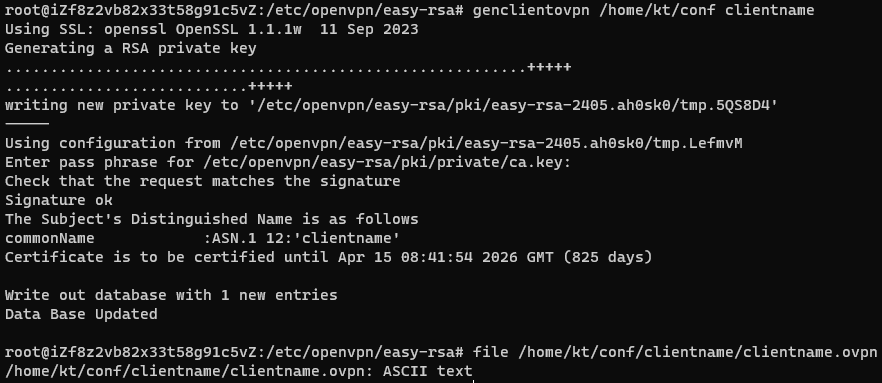 root@iZf8z2vb82x33t58g91c5vZ:/etc/openvpn/easy-rsa# genclientovpn /home/kt/conf clientname
Using SSL: openssl OpenSSL 1.1.1w  11 Sep 2023
Generating a RSA private key
..........................................................+++++
...........................+++++
writing new private key to '/etc/openvpn/easy-rsa/pki/easy-rsa-2405.ah0sk0/tmp.5QS8D4'
-----
Using configuration from /etc/openvpn/easy-rsa/pki/easy-rsa-2405.ah0sk0/tmp.LefmvM
Enter pass phrase for /etc/openvpn/easy-rsa/pki/private/ca.key:
Check that the request matches the signature
Signature ok
The Subject's Distinguished Name is as follows
commonName            :ASN.1 12:'clientname'
Certificate is to be certified until Apr 15 08:41:54 2026 GMT (825 days)

Write out database with 1 new entries
Data Base Updated

root@iZf8z2vb82x33t58g91c5vZ:/etc/openvpn/easy-rsa# file /home/kt/conf/clientname/clientname.ovpn
/home/kt/conf/clientname/clientname.ovpn: ASCII text